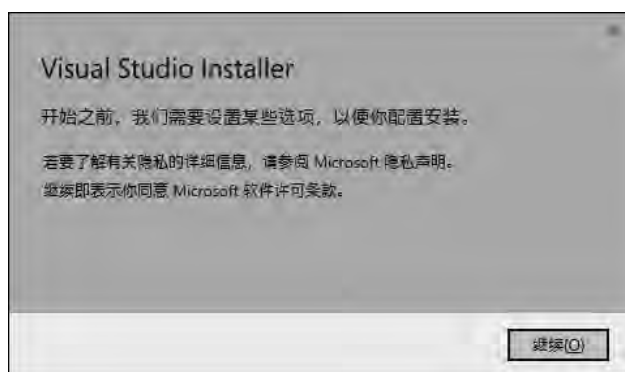 Visual Studio Installer
开始之前，我们需要设置某些选项，以便你配置安装。
若要了解有关隐私的详细信息，请参阅 Microsoft 隐私声明。
继续即表示你同意 Microsoft 软件许可条款。
继续(O)